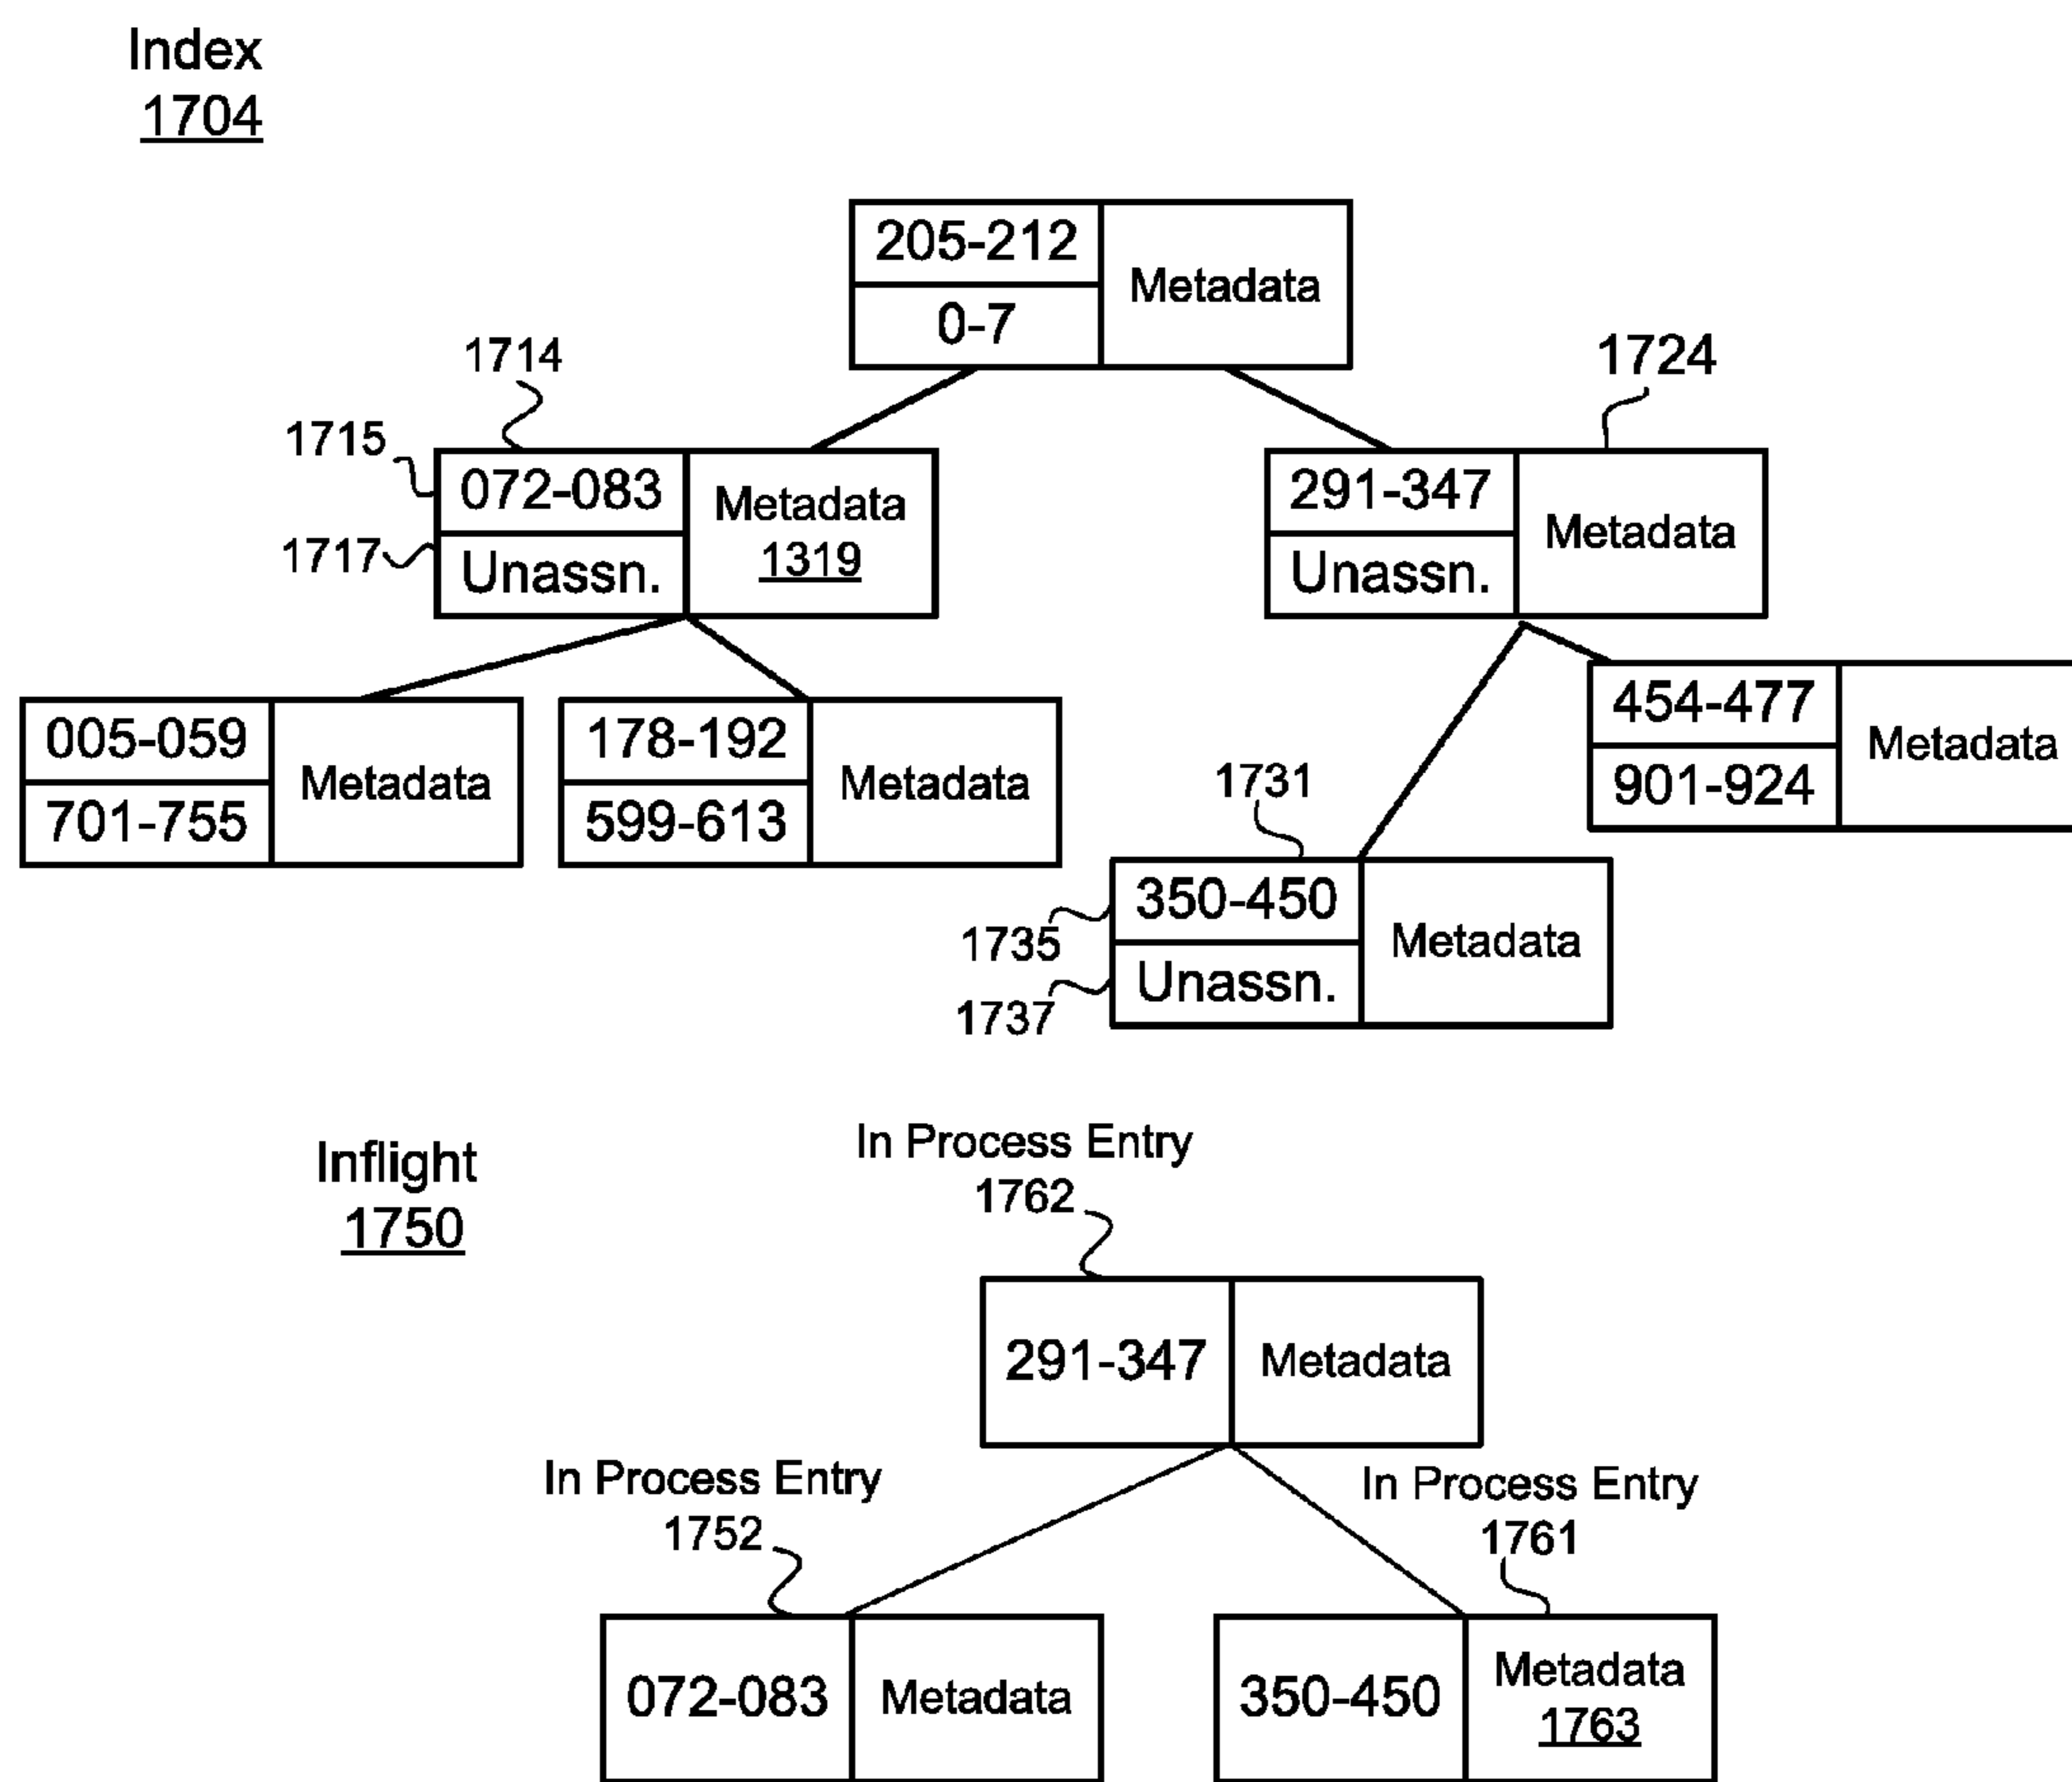 Index
1704
205-212
Metadata
0-7
1714
1724
1715
072-083
Metadata
1319
291-347
Metadata
1717
Unassn.
Unassn.
005-059
Metadata
701-755
178-192
Metadata
599-613
454-477
Metadata
901-924
1731
350-450
Metadata
1735
Unassn.
1737
Inflight
1750
In Process Entry
1762
291-347
Metadata
In Process Entry
1752
In Process Entry
1761
072-083
Metadata
350-450
Metadata
1763